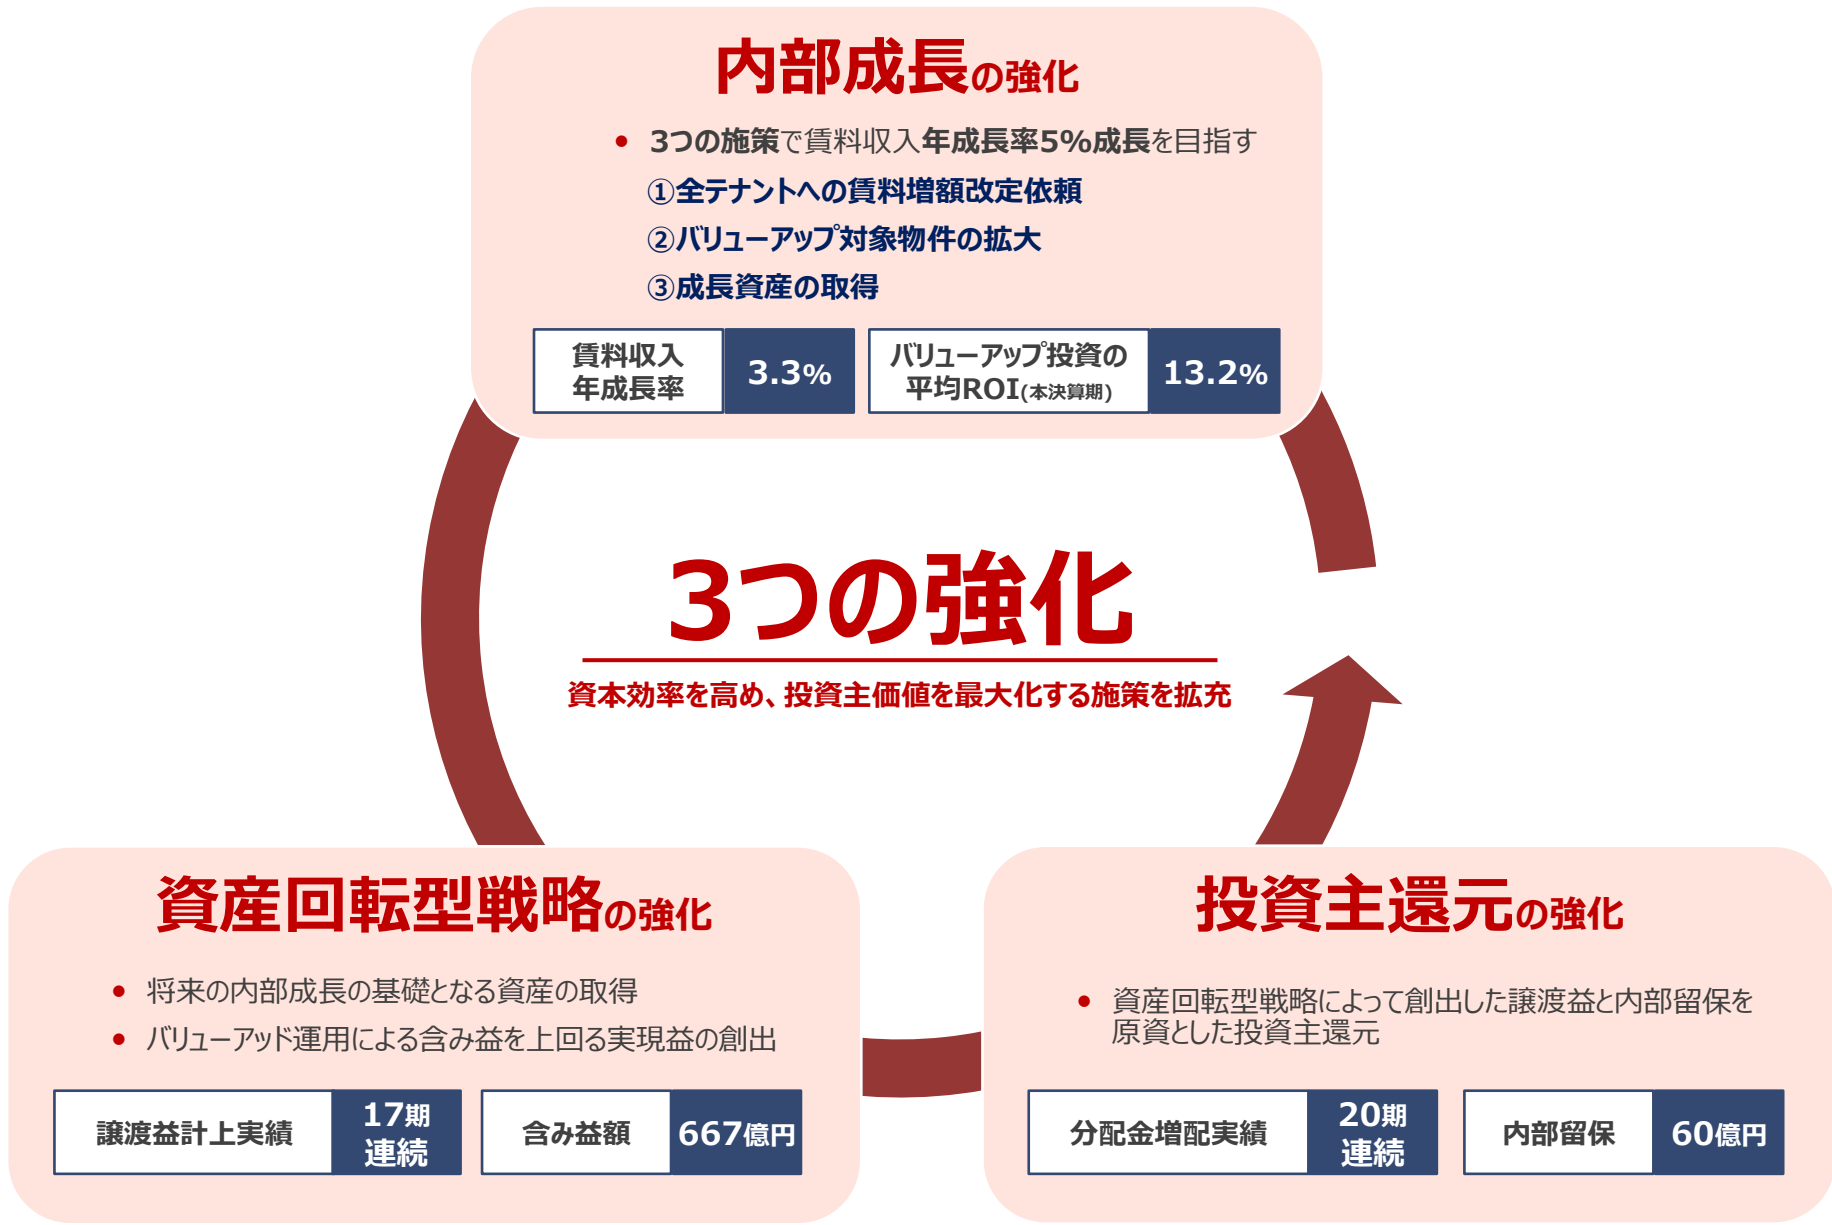 内部成長の強化
• 3つの施策で賃料収入年成長率5%成長を目指す
①全テナントへの賃料増額改定依頼
②バリューアップ対象物件の拡大
③成長資産の取得
賃料収入
年成長率
3.3%
バリューアップ投資の
平均ROI(本決算期)
13.2%
3つの強化
資本効率を高め、投資主価値を最大化する施策を拡充
資産回転型戦略の強化
• 将来の内部成長の基礎となる資産の取得
• バリューアッド運用による含み益を上回る実現益の創出
譲渡益計上実績
17期
連続
含み益額
667億円
投資主還元の強化
• 資産回転型戦略によって創出した譲渡益と内部留保を
原資とした投資主還元
分配金増配実績
20期
連続
内部留保
60億円